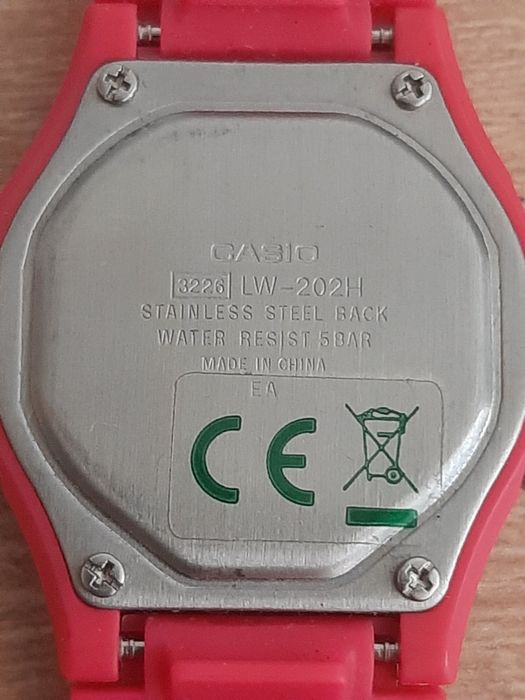 CASIO
3226 LW-202H
STAINLESS STEEL BACK
WATER RESIST 5BAR
MADE IN CHINA
EA
CE